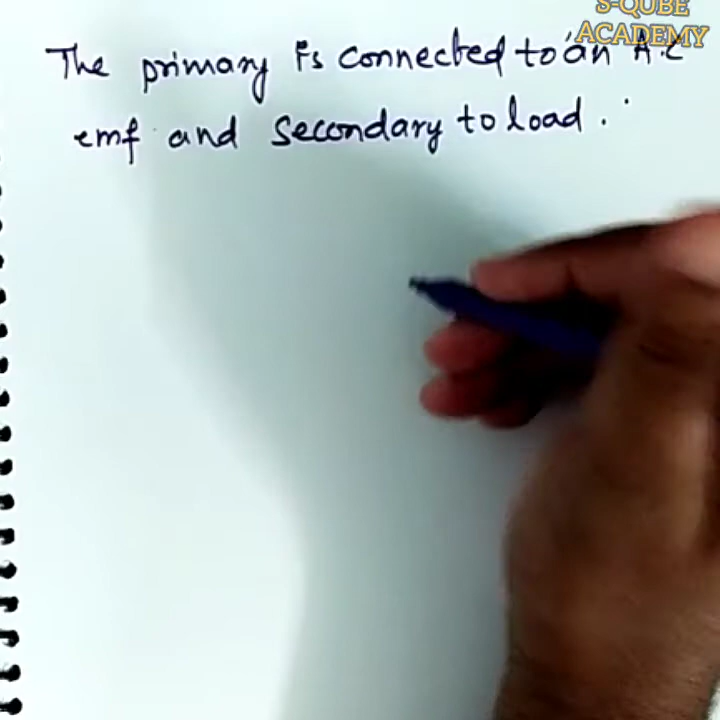 S-QUBE
ACADEMY
The primary is connected to an A.C
emf and secondary to load.